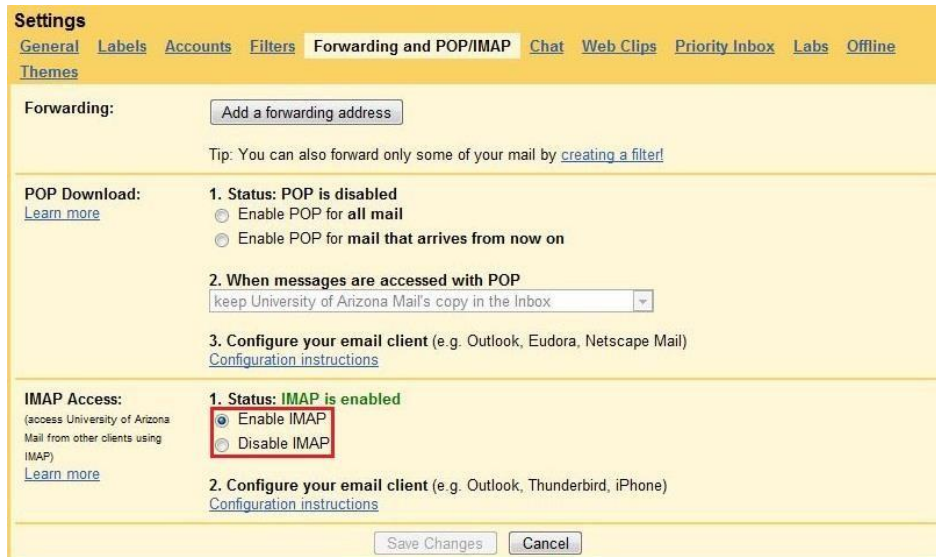 Settings
General Labels Accounts Filters Forwarding and POP/IMAP Chat Web Clips Priority Inbox Labs Offline
Themes
Forwarding:
Add a forwarding address
Tip: You can also forward only some of your mail by creating a filter!
POP Download:
Learn more
1. Status: POP is disabled
Enable POP for all mail
Enable POP for mail that arrives from now on
2. When messages are accessed with POP
keep University of Arizona Mail's copy in the Inbox
3. Configure your email client (e.g. Outlook, Eudora, Netscape Mail)
Configuration instructions
IMAP Access:
(access University of Arizona
Mail from other clients using
IMAP)
Learn more
1. Status: IMAP is enabled
Enable IMAP
Disable IMAP
2. Configure your email client (e.g. Outlook, Thunderbird, iPhone)
Configuration instructions
Save Changes Cancel